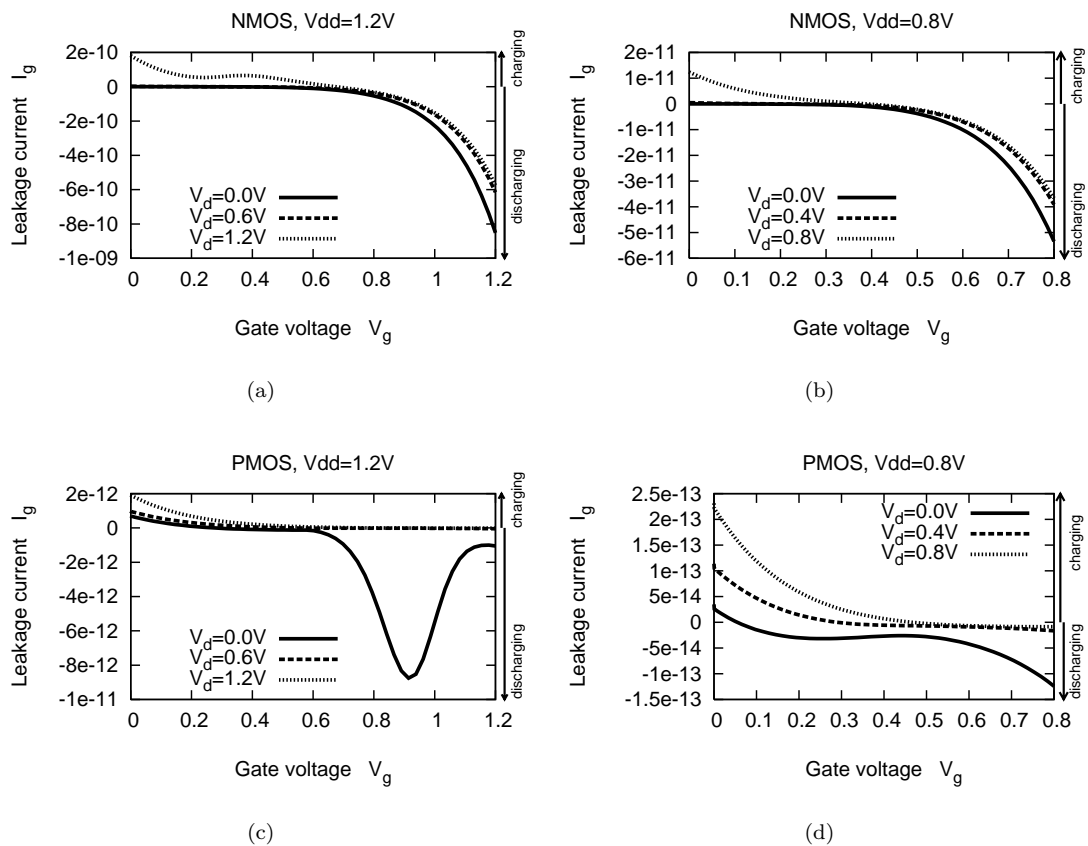 NMOS, Vdd=1.2V
Leakage current I_g
2e-10
0
-2e-10
-4e-10
-6e-10
-8e-10
-1e-09
V_d=0.0V
V_d=0.6V
V_d=1.2V
0 0.2 0.4 0.6 0.8 1 1.2
Gate voltage V_g
charging
discharging
(a)
NMOS, Vdd=0.8V
Leakage current I_g
2e-11
1e-11
0
-1e-11
-2e-11
-3e-11
-4e-11
-5e-11
-6e-11
V_d=0.0V
V_d=0.4V
V_d=0.8V
0 0.1 0.2 0.3 0.4 0.5 0.6 0.7 0.8
Gate voltage V_g
charging
discharging
(b)
PMOS, Vdd=1.2V
Leakage current I_g
2e-12
0
-2e-12
-4e-12
-6e-12
-8e-12
-1e-11
V_d=0.0V
V_d=0.6V
V_d=1.2V
0 0.2 0.4 0.6 0.8 1 1.2
Gate voltage V_g
charging
discharging
(c)
PMOS, Vdd=0.8V
Leakage current I_g
2.5e-13
2e-13
1.5e-13
1e-13
5e-14
0
-5e-14
-1e-13
-1.5e-13
V_d=0.0V
V_d=0.4V
V_d=0.8V
0 0.1 0.2 0.3 0.4 0.5 0.6 0.7 0.8
Gate voltage V_g
charging
discharging
(d)